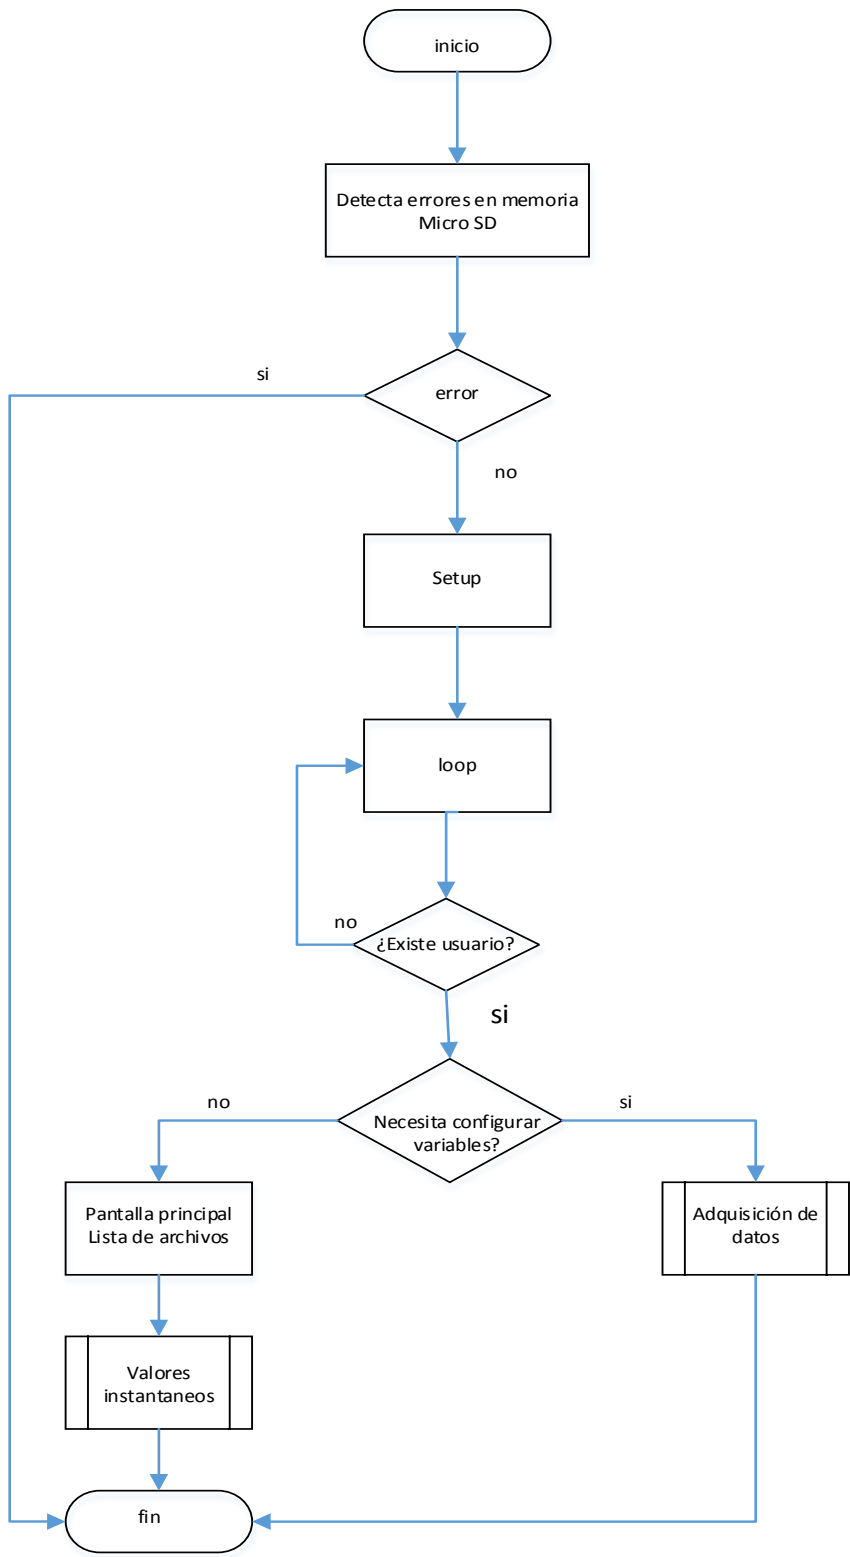 inicio
Detecta errores en memoria
Micro SD
si
error
no
Setup
loop
no
¿Existe usuario?
si
no
Necesita configurar
variables?
si
Pantalla principal
Lista de archivos
Adquisición de
datos
Valores
instantaneos
fin